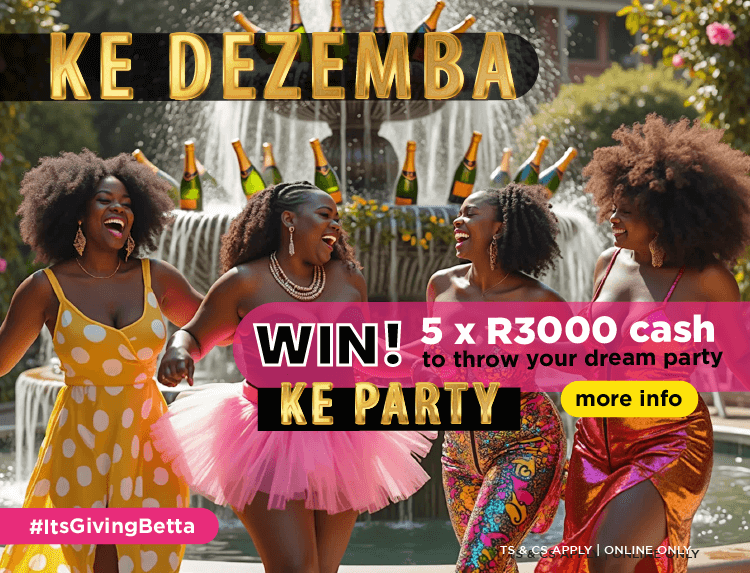 KE DEZEMBA
WIN! 5 x R3000 cash
to throw your dream party
KE PARTY
more info
#ItsGivingBetta
TS & CS APPLY | ONLINE ONLY